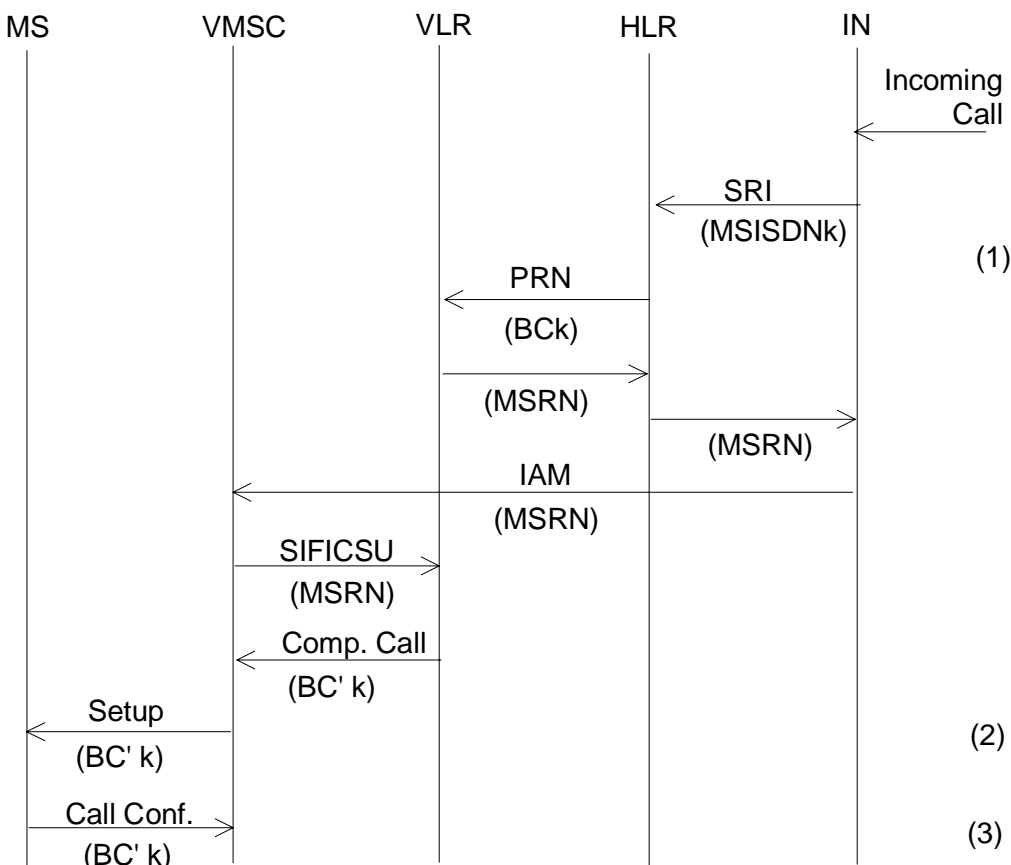 MS VMSC VLR HLR IN
Incoming
Call
SRI
(MSISDNk)
(1)
PRN
(BCk)
(MSRN)
(MSRN)
IAM
(MSRN)
SIFICSU
(MSRN)
Comp. Call
(BC' k)
Setup
(BC' k)
(2)
Call Conf.
(BC' k)
(3)